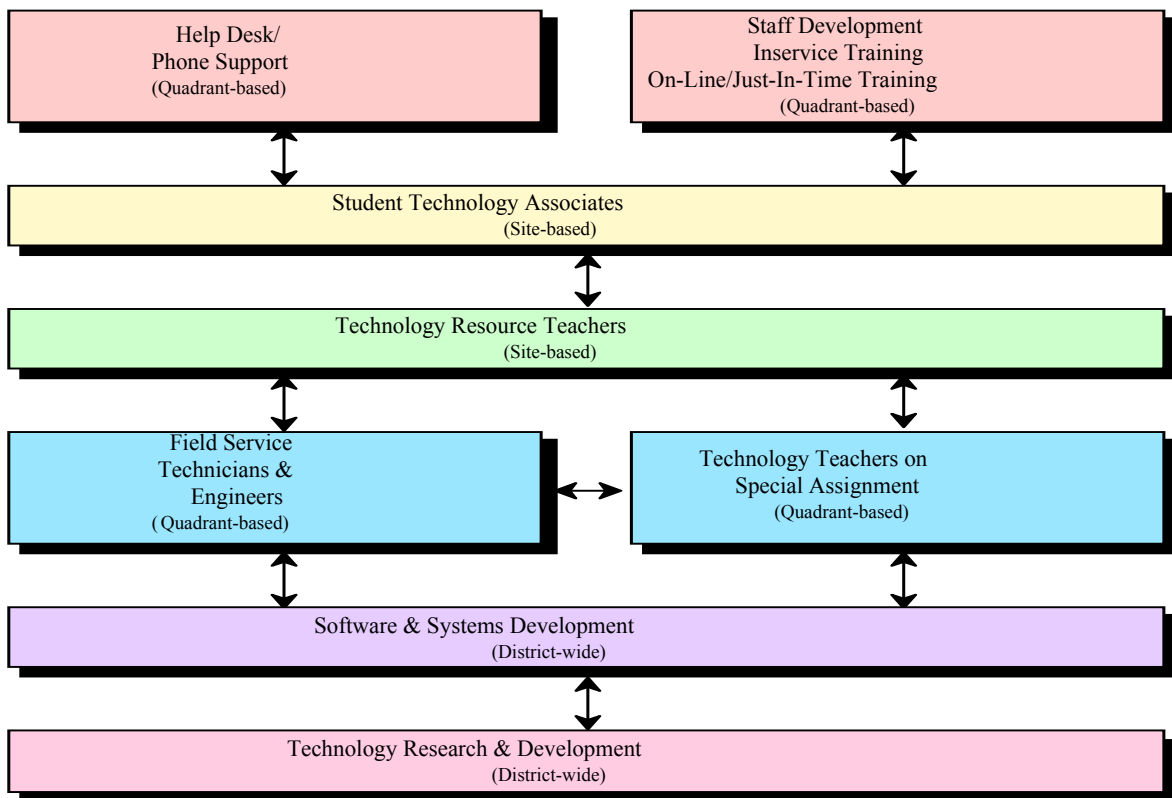 Help Desk/
Phone Support
(Quadrant-based)
Staff Development
Inservice Training
On-Line/Just-In-Time Training
(Quadrant-based)
Student Technology Associates
(Site-based)
Technology Resource Teachers
(Site-based)
Field Service
Technicians &
Engineers
( Quadrant-based)
Technology Teachers on
Special Assignment
(Quadrant-based)
Software & Systems Development
(District-wide)
Technology Research & Development
(District-wide)